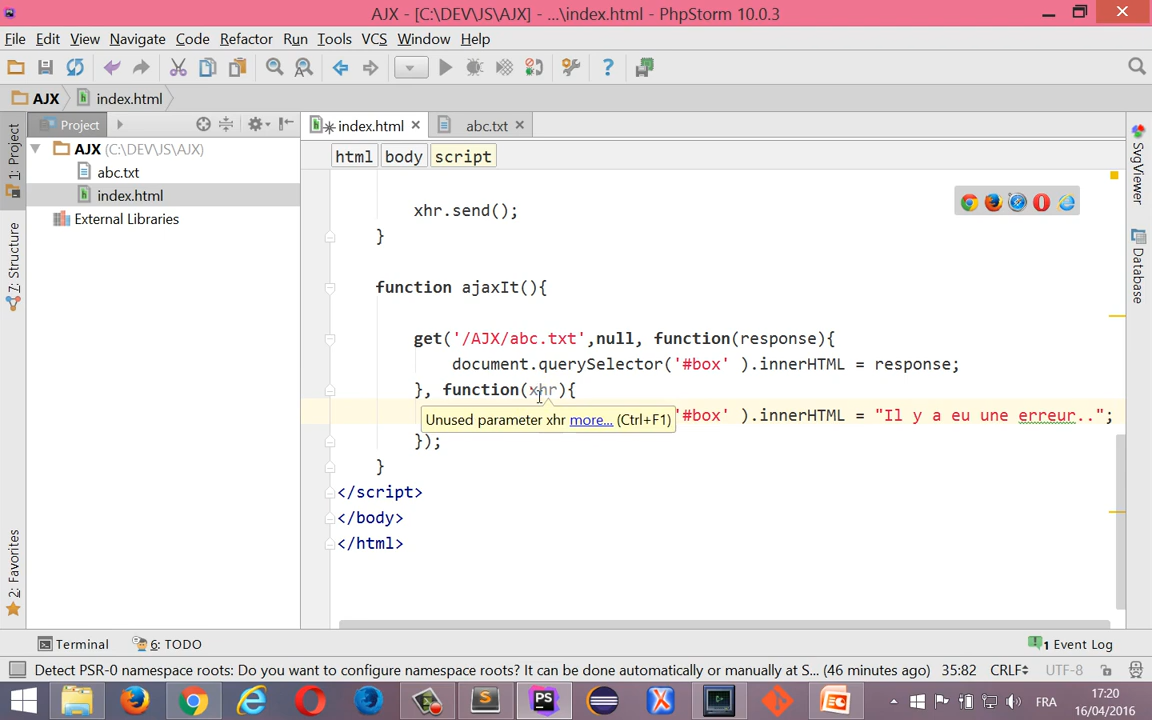 AJX - [C:\DEV\JS\AJX] - ...\index.html - PhpStorm 10.0.3
File Edit View Navigate Code Refactor Run Tools VCS Window Help
AJX index.html
1: Project
7: Structure
2: Favorites
Project
AJX (C:\DEV\JS\AJX)
abc.txt
index.html
External Libraries
index.html abc.txt
html body script
xhr.send();
}
function ajaxIt(){
get('/AJX/abc.txt',null, function(response){
document.querySelector('#box' ).innerHTML = response;
}, function(xhr){
'#box' ).innerHTML = "Il y a eu une erreur..";
Unused parameter xhr more... (Ctrl+F1)
});
}
</script>
</body>
</html>
SvgViewer
Database
Terminal 6: TODO 1 Event Log
Detect PSR-0 namespace roots: Do you want to configure namespace roots? It can be done automatically or manually at S... (46 minutes ago) 35:82 CRLF UTF-8
FRA 17:20
16/04/2016